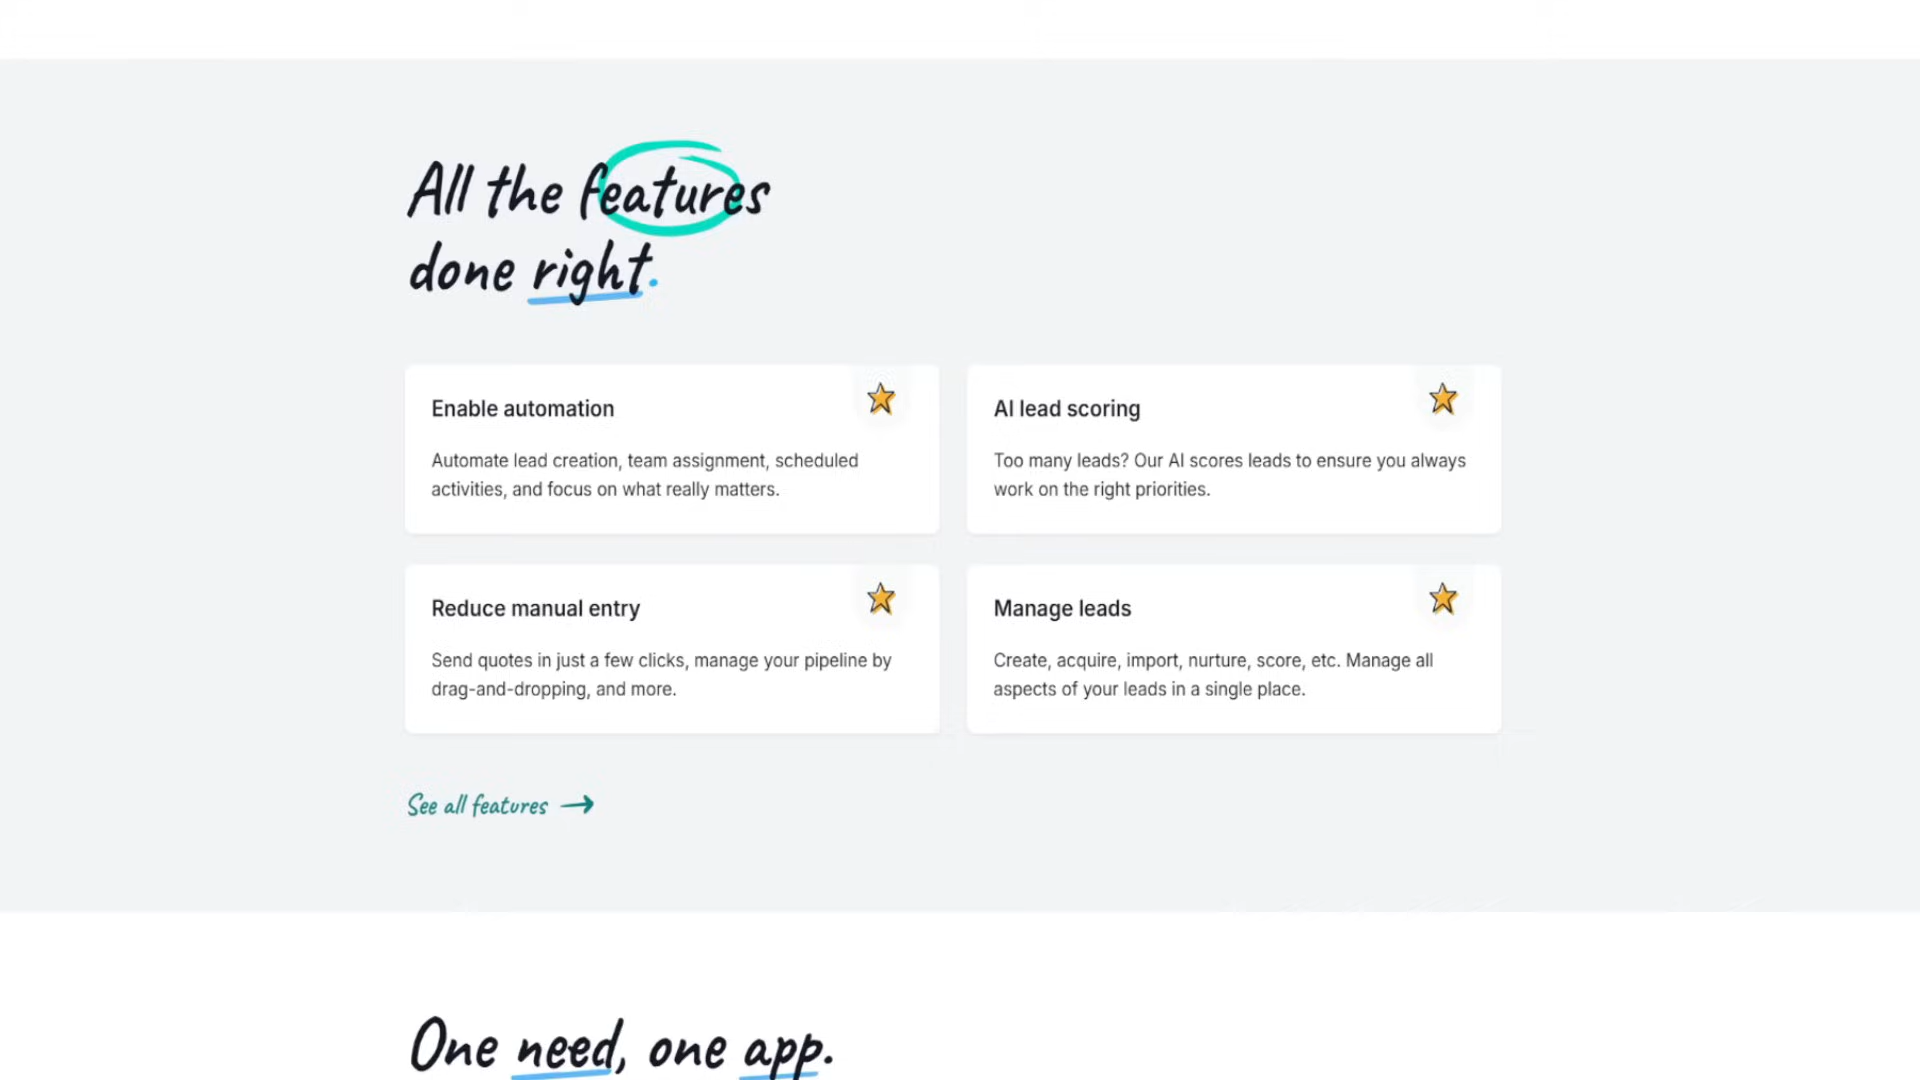 All the features
done right.
Enable automation
Automate lead creation, team assignment, scheduled
activities, and focus on what really matters.
AI lead scoring
Too many leads? Our AI scores leads to ensure you always
work on the right priorities.
Reduce manual entry
Send quotes in just a few clicks, manage your pipeline by
drag-and-dropping, and more.
Manage leads
Create, acquire, import, nurture, score, etc. Manage all
aspects of your leads in a single place.
See all features →
One need, one app.